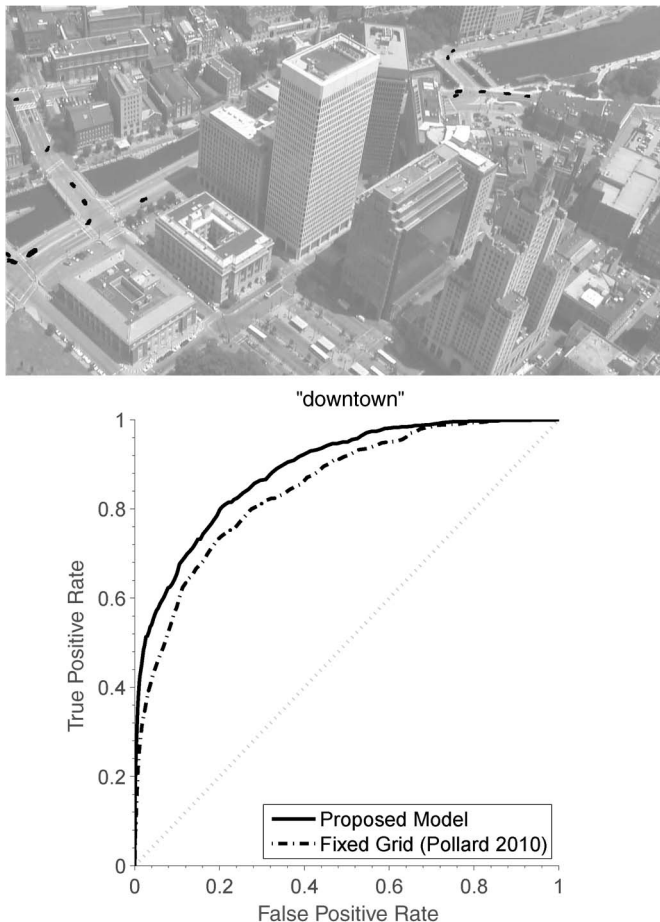 "downtown"
1
0.8
0.6
0.4
0.2
0
True Positive Rate
Proposed Model
Fixed Grid (Pollard 2010)
0 0.2 0.4 0.6 0.8 1
False Positive Rate